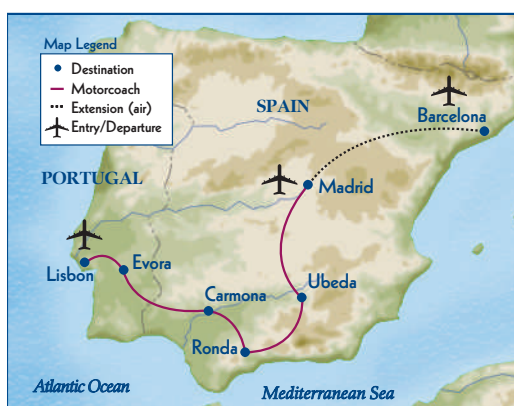 Map Legend
Destination
Motorcoach
Extension (air)
Entry/Departure
SPAIN
Barcelona
PORTUGAL
Madrid
Lisbon
Evora
Carmona
Ubeda
Ronda
Atlantic Ocean
Mediterranean Sea